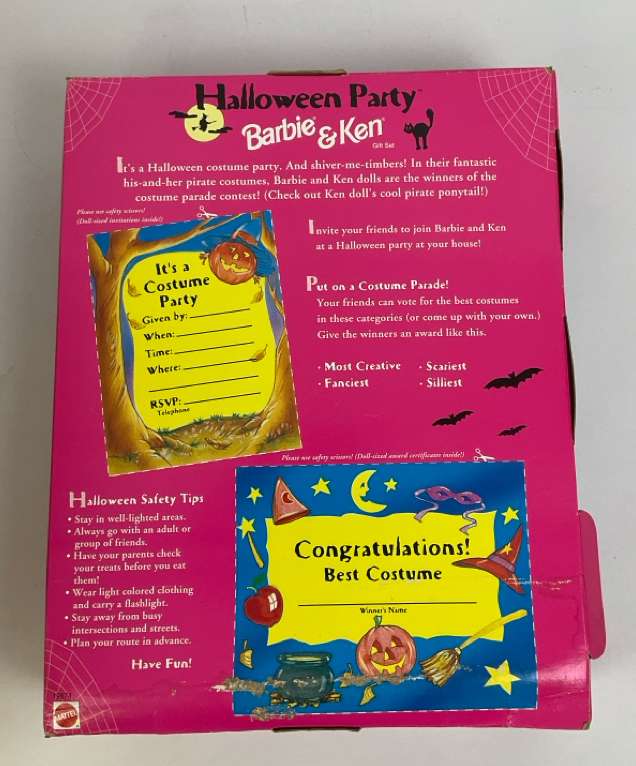 Halloween Party™
Barbie® & Ken®
Gift Set
It's a Halloween costume party. And shiver-me-timbers! In their fantastic
his-and-her pirate costumes, Barbie and Ken dolls are the winners of the
costume parade contest! (Check out Ken doll's cool pirate ponytail!)
Please use safety scissors!
(Doll-sized invitations inside!)
It's a
Costume
Party
Given by:
When:
Time:
Where:
RSVP:
Telephone
Invite your friends to join Barbie and Ken
at a Halloween party at your house!
Put on a Costume Parade!
Your friends can vote for the best costumes
in these categories (or come up with your own.)
Give the winners an award like this.
• Most Creative • Scariest
• Fanciest • Silliest
Please use safety scissors! (Doll-sized award certificates inside!)
Halloween Safety Tips
• Stay in well-lighted areas.
• Always go with an adult or
group of friends.
• Have your parents check
your treats before you eat
them!
• Wear light colored clothing
and carry a flashlight.
• Stay away from busy
intersections and streets.
• Plan your route in advance.
Have Fun!
Congratulations!
Best Costume
Winner's Name
MATTEL